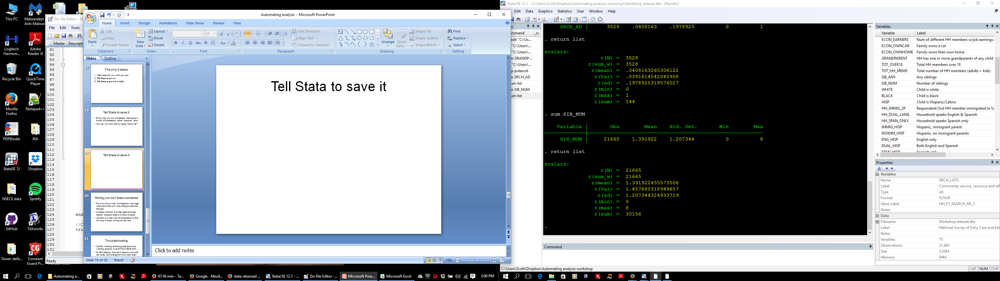 This PC
Malwarebyt... Anti-Malwar
Logitech Harmon...
Adobe Reader XI
Recycle Bin
QuickTime Player
Mozilla Firefox
Notepad++
PDFBinder
IRA
StataSE 12
Dropbox
NSECE data
Spotify
GitHub
TeXworks
Tower-defe...
Constant Guard Pr...
Do-file Editor - Sli
File Edit Tools
Master Descripti
91
92
93
94
95
96
97
98
99
100
101
102
103
104
105
106
107
108
109
110
111
112
113
114
115
116
117
118
119
120
121
122
123
124 end
125
126 //C
127 tri
128
129
130
131
Ready
Automating analysis - Microsoft PowerPoint
Home Insert Design Animations Slide Show Review View
Paste
Cut
Copy
Format Painter
Clipboard
New Slide
Layout
Reset
Delete
Slides
32
Font
Paragraph
Text Direction
Align Text
Convert to SmartArt
Arrange
Quick Styles
Shape Fill
Shape Outline
Shape Effects
Drawing
Find
Replace
Select
Editing
Slides Outline
17
The only 3 steps
1. Make Stata tell you what you want
2. Tell Stata to save it
3. Tell Stata to put it in a table
18
Tell Stata to save it
• Every time you run a command, Stata stores a bunch of information, called "returned" value
• You can view this info by typing "return list"
19
Tell Stata to save it
20
Writing your own Stata commands
• For a lot of our work, it's helpful to write loops where more than one value changes each time through
• Common solution is to copy/paste the same slightly changed loops over and over again
• Another is to add a ton of if statements so that the loop is barely saving you any time
21
Troubleshooting
• Quickly locating and fixing code that is not working properly is an INVALUABLE skill
• In table making, there are 3 reasons your code can break, that correspond to the three steps
Tell Stata to save it
Click to add notes
Slide 19 of 22 "Blank" 75%
Stata/SE 12.1 - C:\Users\Scott\Dropbox\Automating analysis workshop\Workshop dataset.dta - [Results]
Edit Data Graphics Statistics User Window Help
mmand _rc
edit "C:\Us...
"C:\Users\...
"C:\Users\...
m GRANDP...
"C:\Users\...
p putexcel
m SRCH_AD
urn list
m SIB_NUM
urn list
SRCH_AD 3528 .0408163 .1978925 0 1
. return list
scalars:
r(N) = 3528
r(sum_w) = 3528
r(mean) = .0408163265306122
r(Var) = .0391614542045908
r(sd) = .1978925319576027
r(min) = 0
r(max) = 1
r(sum) = 144
. sum SIB_NUM
Variable Obs Mean Std. Dev. Min Max
SIB_NUM 21665 1.391922 1.207344 0 8
. return list
scalars:
r(N) = 21665
r(sum_w) = 21665
r(mean) = 1.391922455573506
r(Var) = 1.457680318949657
r(sd) = 1.207344324933719
r(min) = 0
r(max) = 8
r(sum) = 30156
.
Command
C:\Users\Scott\Dropbox\Automating analysis workshop
CAP NUM OVR
Variables
Variable Label
ECON_EARNERS Num of different HH members w/job earnings
ECON_OWNCAR Family owns a car
ECON_OWNHOME Family owns their own home
GRANDPARENT HH has one or more grandparents of any child
TOT_OVER18 Total HH members over 18
TOT_HH_MEMS Total number of HH members (adults + kids)
SIB_ANY Any siblings
SIB_NUM Number of siblings
WHITE Child is white
BLACK Child is black
HISP Child is Hispanic/Latino
HH_IMMIG_2P Respondent/2nd HH member immigrated to U.
HH_DUAL_LANG Household speaks English & Spanish
HH_SPAN_ONLY Household speaks Spanish only
IMMIG_HISP Hispanic, immigrant parent
NOIMM_HISP Hispanic, no immigrant parents
ENG_HISP English only
DUAL_HISP Both English and Spanish
SPAN_HISP Spanish only
Properties
Variables
Name SRCH_LISTS
Label Community service, resource and ref
Type int
Format %74.0f
Value Label HH_F7_SEARCH_RR_3
Notes
Data
Filename Workshop dataset.dta
Label National Survey of Early Care and Edu
Notes
Variables 75
Observations 21,665
Size 5.35M
Memory 64M
Automating a... 47:56 min - Ta... Google - Mozil... stata returned ... Stata/SE 12.1 - ... Do-file Editor -... Microsoft Pow... Microsoft Excel 2:00 PM